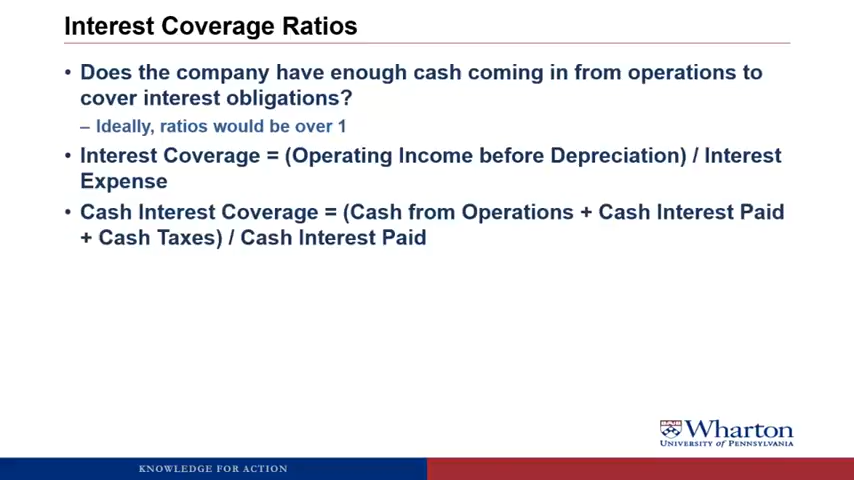 Interest Coverage Ratios
• Does the company have enough cash coming in from operations to
cover interest obligations?
– Ideally, ratios would be over 1
• Interest Coverage = (Operating Income before Depreciation) / Interest
Expense
• Cash Interest Coverage = (Cash from Operations + Cash Interest Paid
+ Cash Taxes) / Cash Interest Paid
Wharton
UNIVERSITY of PENNSYLVANIA
KNOWLEDGE FOR ACTION